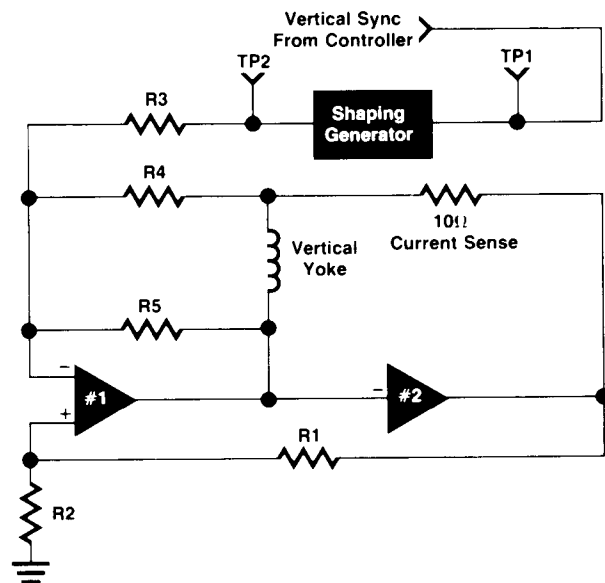 Vertical Sync
From Controller
TP2
TP1
R3
Shaping
Generator
R4
10Ω
Current Sense
Vertical
Yoke
R5
−
#1
+
−
#2
R1
R2